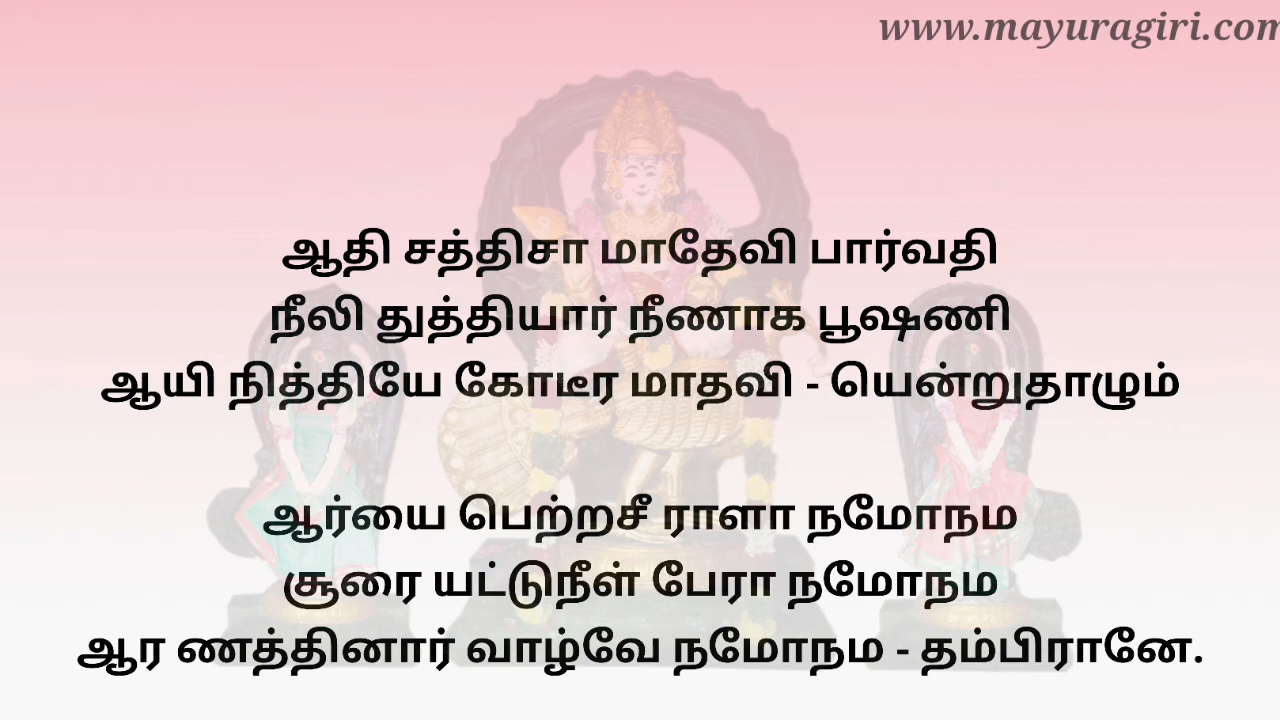 www.mayuragiri.com
ஆதி சத்திசா மாதேவி பார்வதி
நீலி துத்தியார் நீணாக பூஷணி
ஆயி நித்தியே கோடீர மாதவி - யென்றுதாழும்
ஆர்யை பெற்றசீ ராளா நமோநம
சூரை யட்டுநீள் பேரா நமோநம
ஆர ணத்தினார் வாழ்வே நமோநம - தம்பிரானே.